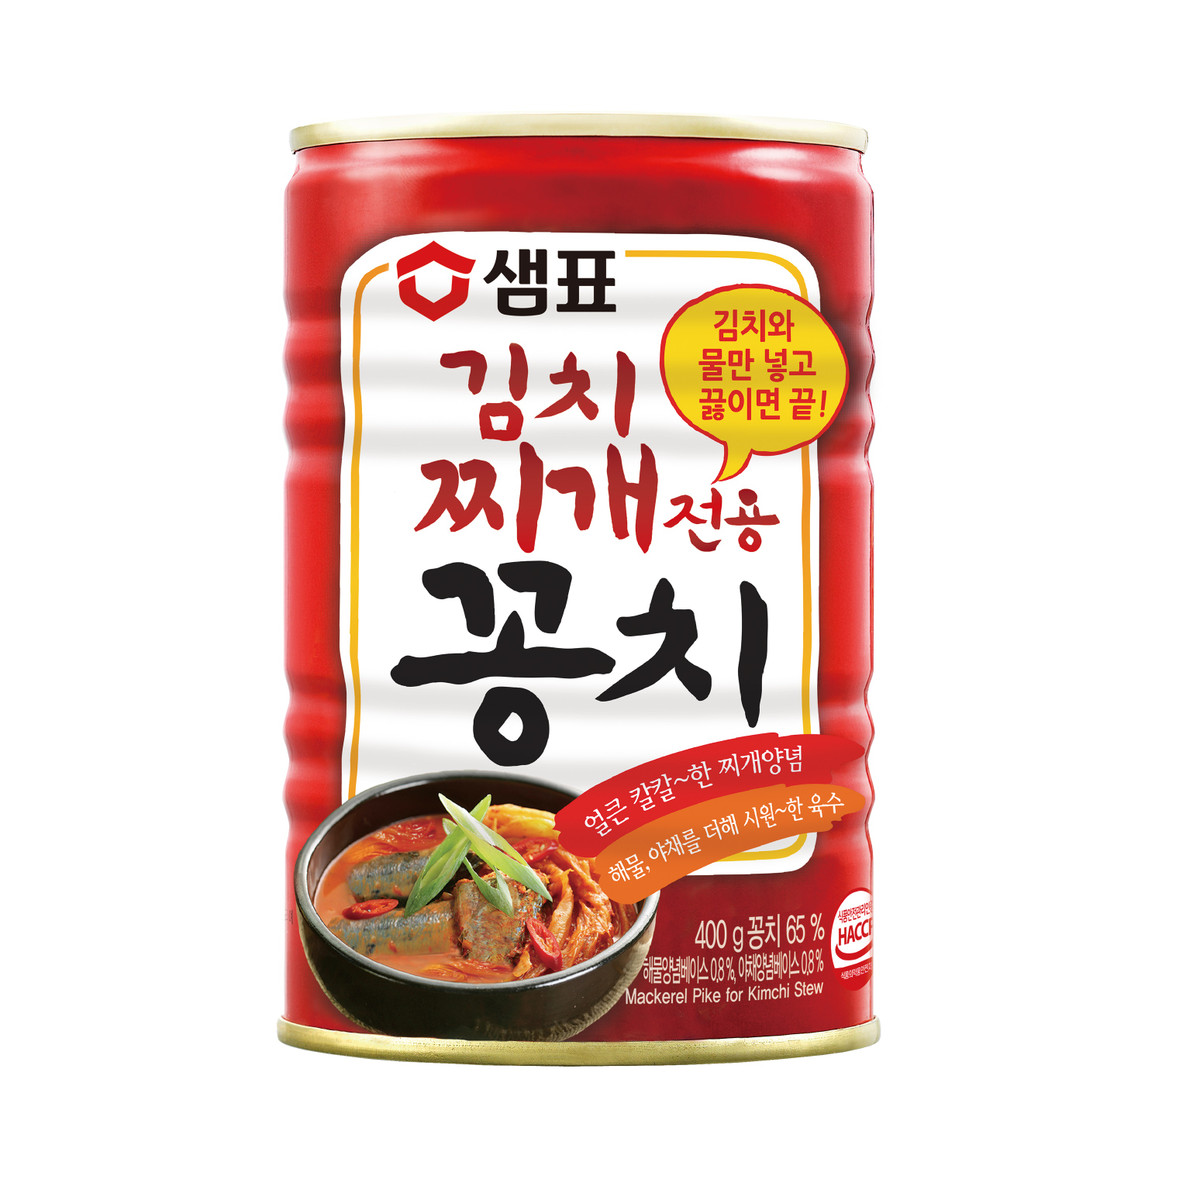 샘표
김치와
물만 넣고
끓이면 끝!
김치
찌개 전용
꽁치
얼큰 칼칼~한 찌개양념
해물, 야채를 더해 시원~한 육수
400 g 꽁치 65 %
해물양념베이스 0.8%, 야채양념베이스 0.8%
Mackerel Pike for Kimchi Stew
HACCP